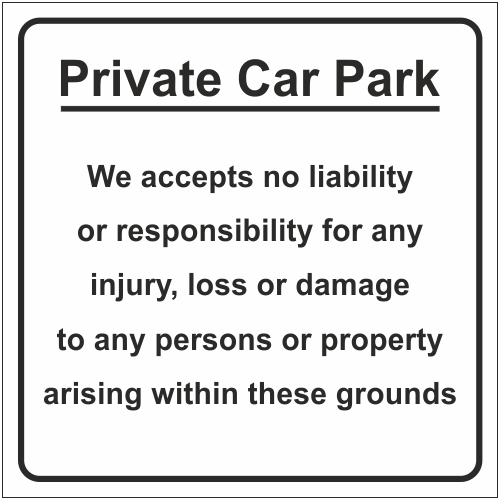 Private Car Park
We accepts no liability
or responsibility for any
injury, loss or damage
to any persons or property
arising within these grounds